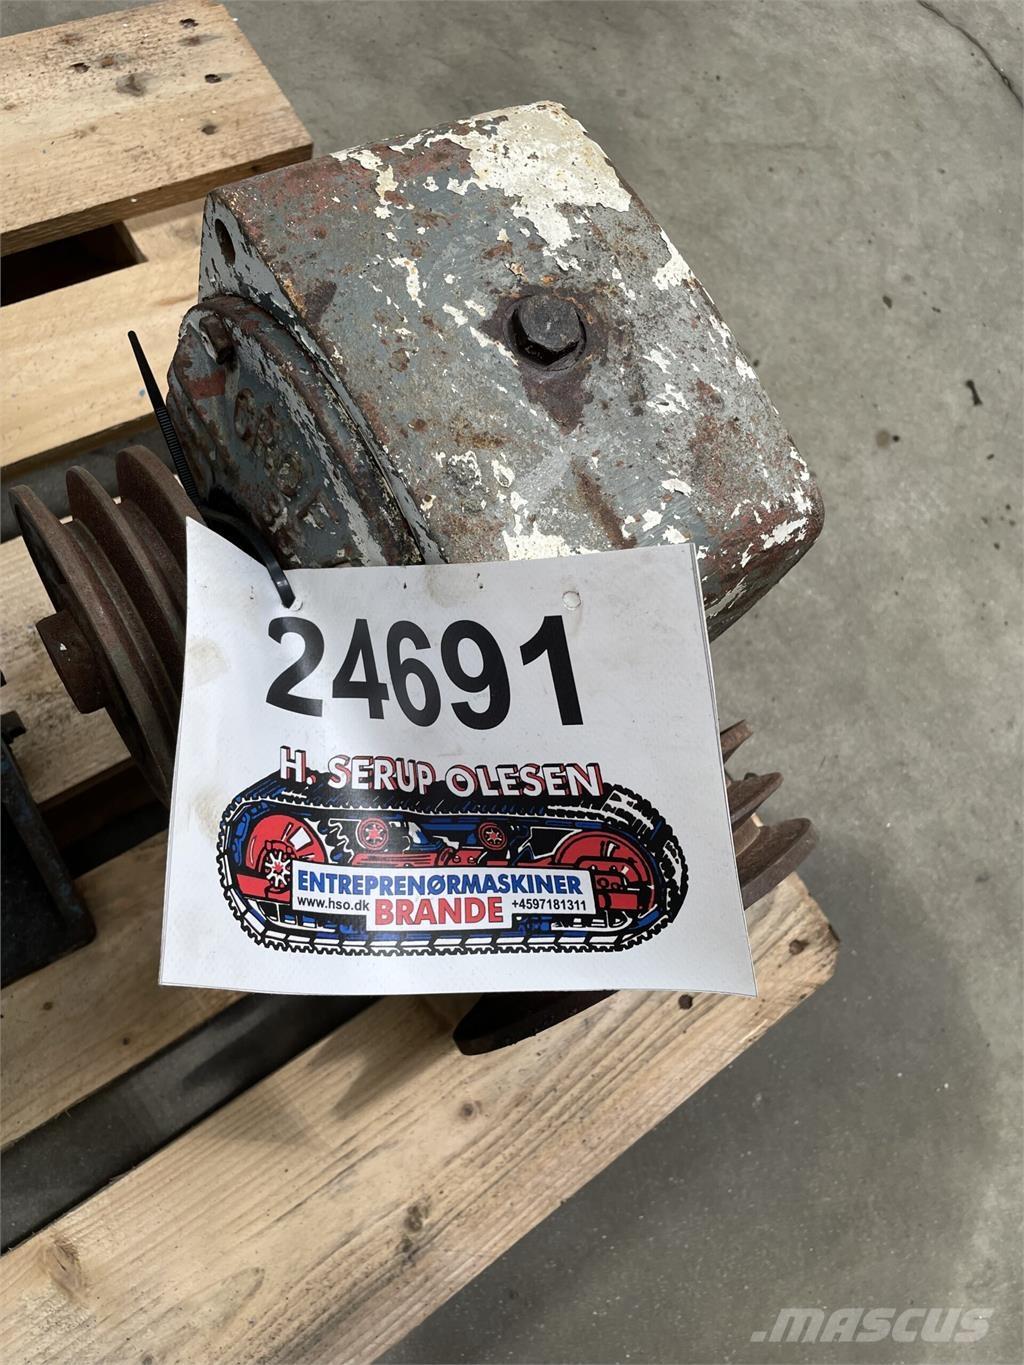 24691
H. SERUP OLESEN
ENTREPRENØRMASKINER
www.hso.dk BRANDE +4597181311
MASCUS